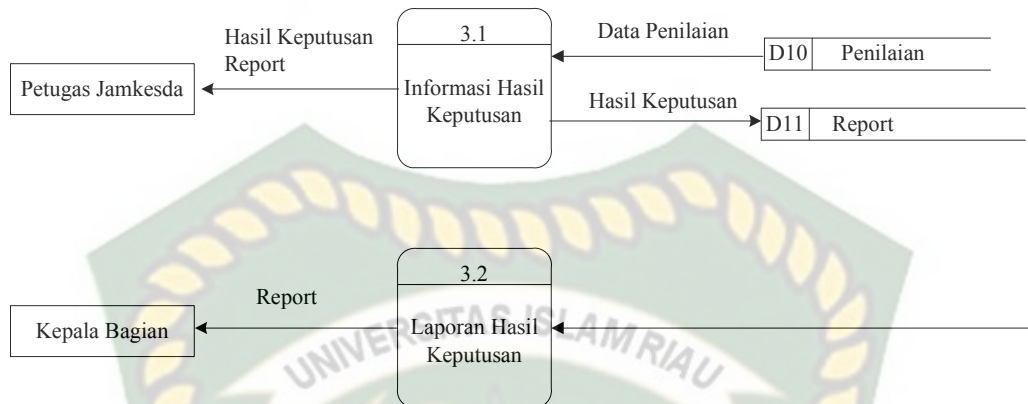 Hasil Keputusan
Report
3.1
Data Penilaian
D10 Penilaian
Petugas Jamkesda
Informasi Hasil
Keputusan
Hasil Keputusan
D11 Report
3.2
Report
Kepala Bagian
Laporan Hasil
Keputusan
UNIVERSITAS ISLAM RIAU